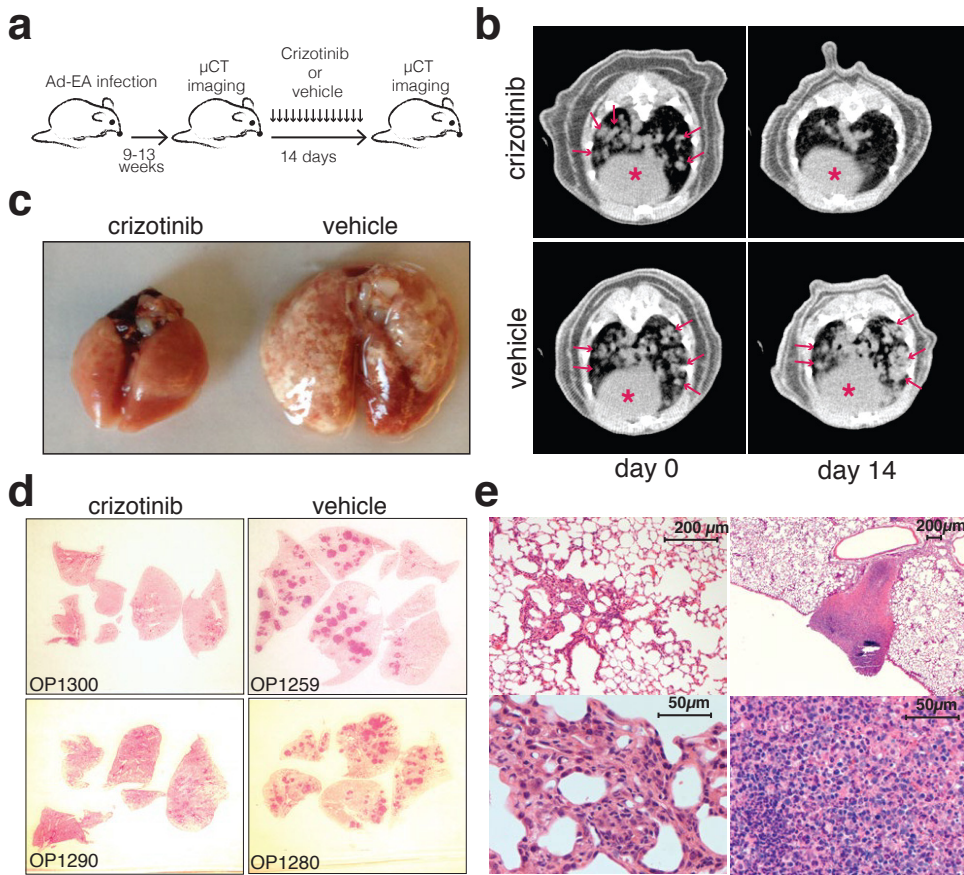 a
Ad-EA infection
µCT
imaging
Crizotinib
or
vehicle
µCT
imaging
9-13
weeks
14 days
b
crizotinib
*
vehicle
*
*
day 0
day 14
c
crizotinib
vehicle
d
crizotinib
vehicle
OP1300
OP1259
OP1290
OP1280
e
200 µm
200µm
50µm
50µm